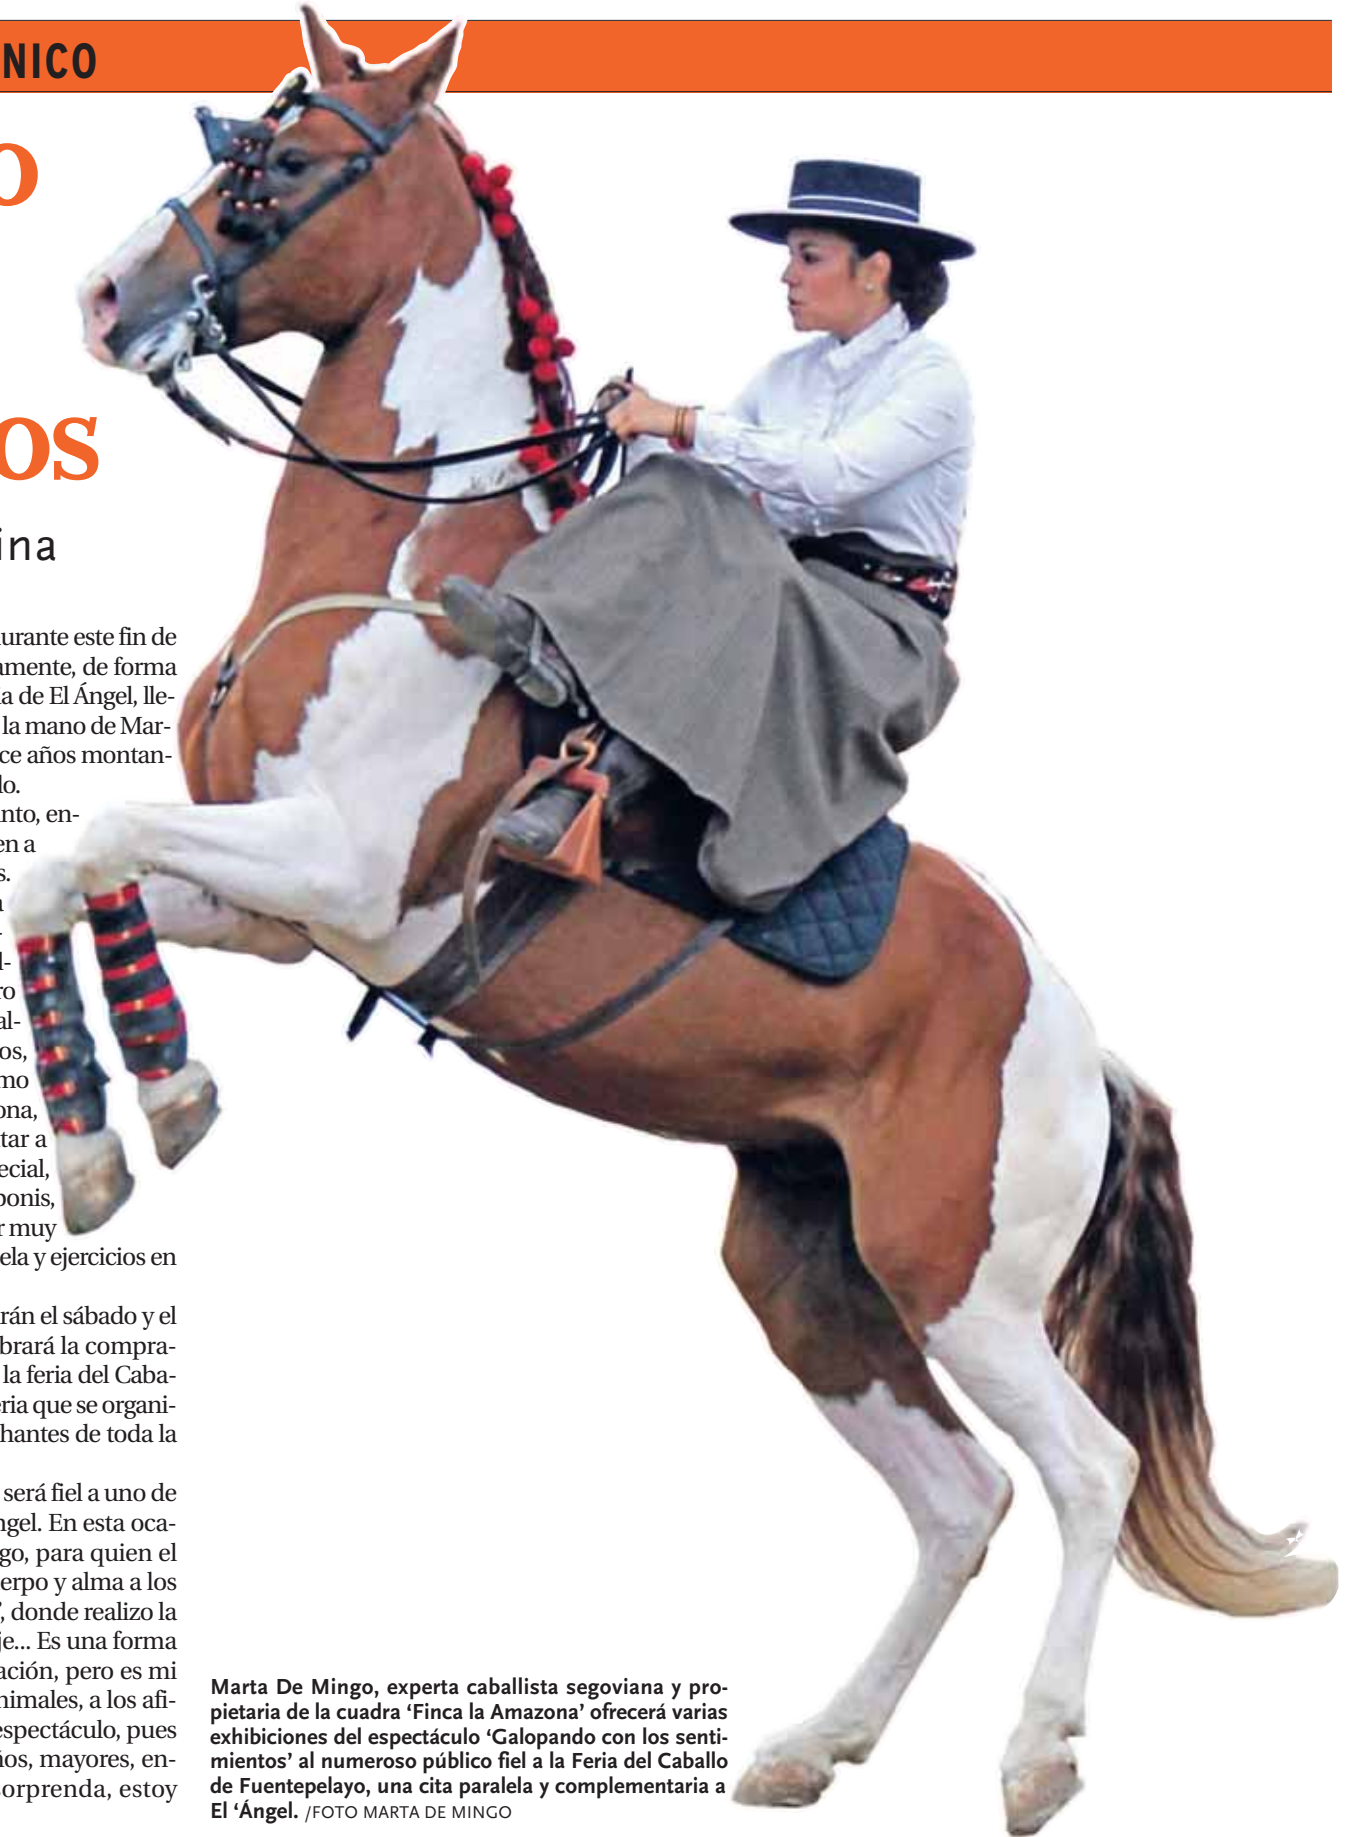 NICO
o
os
ina
durante este fin de
amente, de forma
ia de El Ángel, lle-
la mano de Mar-
ce años montan-
do.
nto, en-
en a
s.
a
-
l-
ro
al-
os,
mo
ona,
tar a
ecial,
ponis,
r muy
ela y ejercicios en
rán el sábado y el
brará la compra-
la feria del Caba-
eria que se organi-
hantes de toda la
será fiel a uno de
ngel. En esta oca-
go, para quien el
erpo y alma a los
’, donde realizo la
je... Es una forma
ación, pero es mi
nimales, a los afi-
espectáculo, pues
ños, mayores, en-
sorprenda, estoy
Marta De Mingo, experta caballista segoviana y pro-
pietaria de la cuadra ‘Finca la Amazona’ ofrecerá varias
exhibiciones del espectáculo ‘Galopando con los senti-
mientos’ al numeroso público fiel a la Feria del Caballo
de Fuentepelayo, una cita paralela y complementaria a
El ‘Ángel. /FOTO MARTA DE MINGO